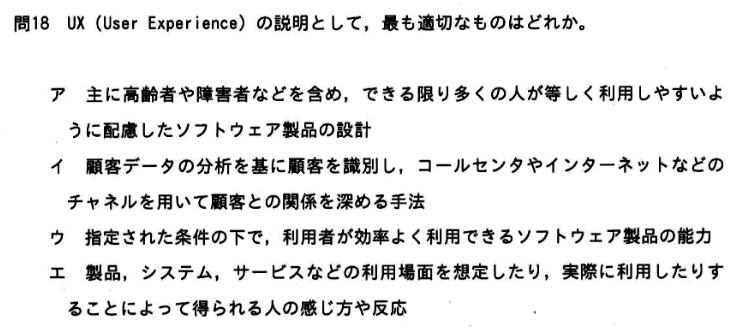 問18　UX（User Experience）の説明として，最も適切なものはどれか。
ア　主に高齢者や障害者などを含め，できる限り多くの人が等しく利用しやすいよ
うに配慮したソフトウェア製品の設計
イ　顧客データの分析を基に顧客を識別し，コールセンタやインターネットなどの
チャネルを用いて顧客との関係を深める手法
ウ　指定された条件の下で，利用者が効率よく利用できるソフトウェア製品の能力
エ　製品，システム，サービスなどの利用場面を想定したり，実際に利用したりす
ることによって得られる人の感じ方や反応